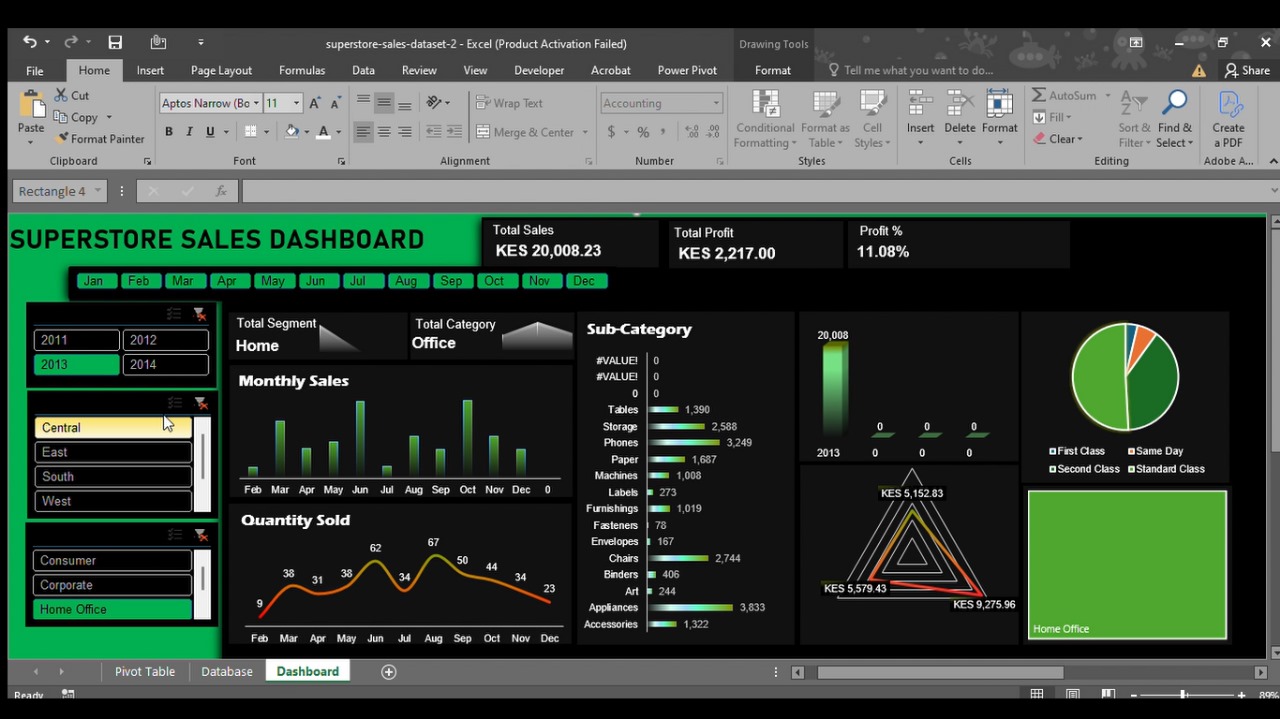 superstore-sales-dataset-2 - Excel (Product Activation Failed)
Drawing Tools
File Home Insert Page Layout Formulas Data Review View Developer Acrobat Power Pivot Format Tell me what you want to do... Share
Paste
Cut
Copy
Format Painter
Clipboard
Aptos Narrow (Bo 11
B I U
Font
Wrap Text
Merge & Center
Alignment
Accounting
$ % ,
Number
Conditional Formatting
Format as Table
Cell Styles
Styles
Insert Delete Format
Cells
AutoSum
Fill
Clear
Sort & Filter
Find & Select
Editing
Create a PDF
Adobe A...
Rectangle 4
fx
SUPERSTORE SALES DASHBOARD
Total Sales
KES 20,008.23
Total Profit
KES 2,217.00
Profit %
11.08%
Jan Feb Mar Apr May Jun Jul Aug Sep Oct Nov Dec
2011 2012
2013 2014
Central
East
South
West
Consumer
Corporate
Home Office
Total Segment
Home
Total Category
Office
Monthly Sales
Feb Mar Apr May Jun Jul Aug Sep Oct Nov Dec 0
Quantity Sold
9 38 31 38 62 34 67 50 44 34 23
Feb Mar Apr May Jun Jul Aug Sep Oct Nov Dec
Sub-Category
#VALUE! 0
#VALUE! 0
0 0
Tables 1,390
Storage 2,588
Phones 3,249
Paper 1,687
Machines 1,008
Labels 273
Furnishings 1,019
Fasteners 78
Envelopes 167
Chairs 2,744
Binders 406
Art 244
Appliances 3,833
Accessories 1,322
20,008
0 0 0
2013 0 0 0
KES 5,152.83
KES 5,579.43
KES 9,275.96
First Class Same Day
Second Class Standard Class
Home Office
Pivot Table Database Dashboard
Ready
89%